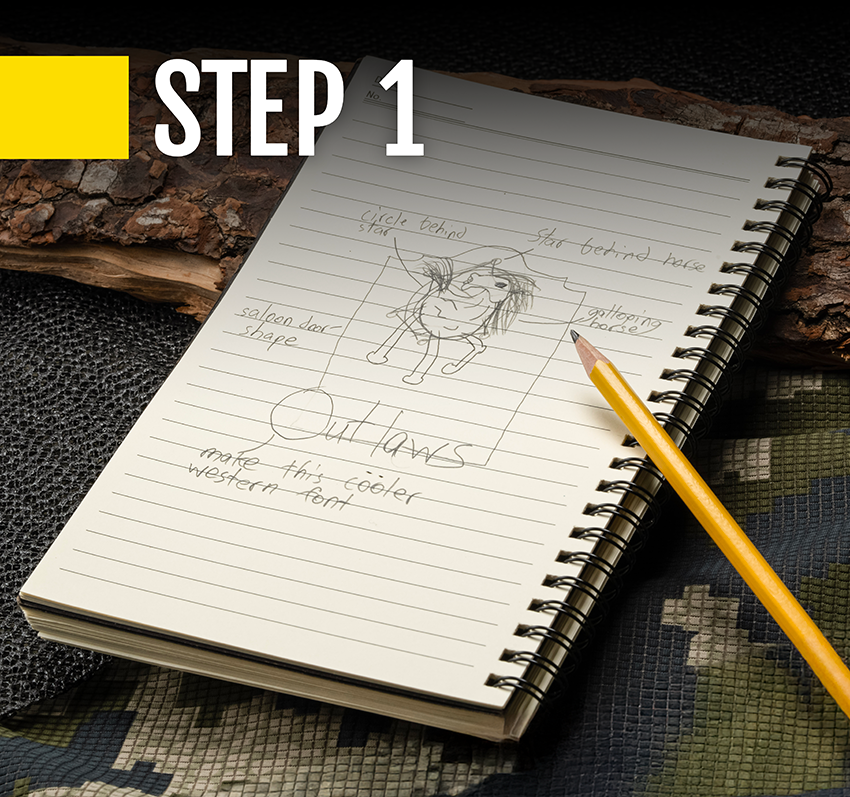 STEP 1
No.
circle behind
star
star behind horse
galloping
horse
saloon door
shape
Outlaws
make this cööler
western font